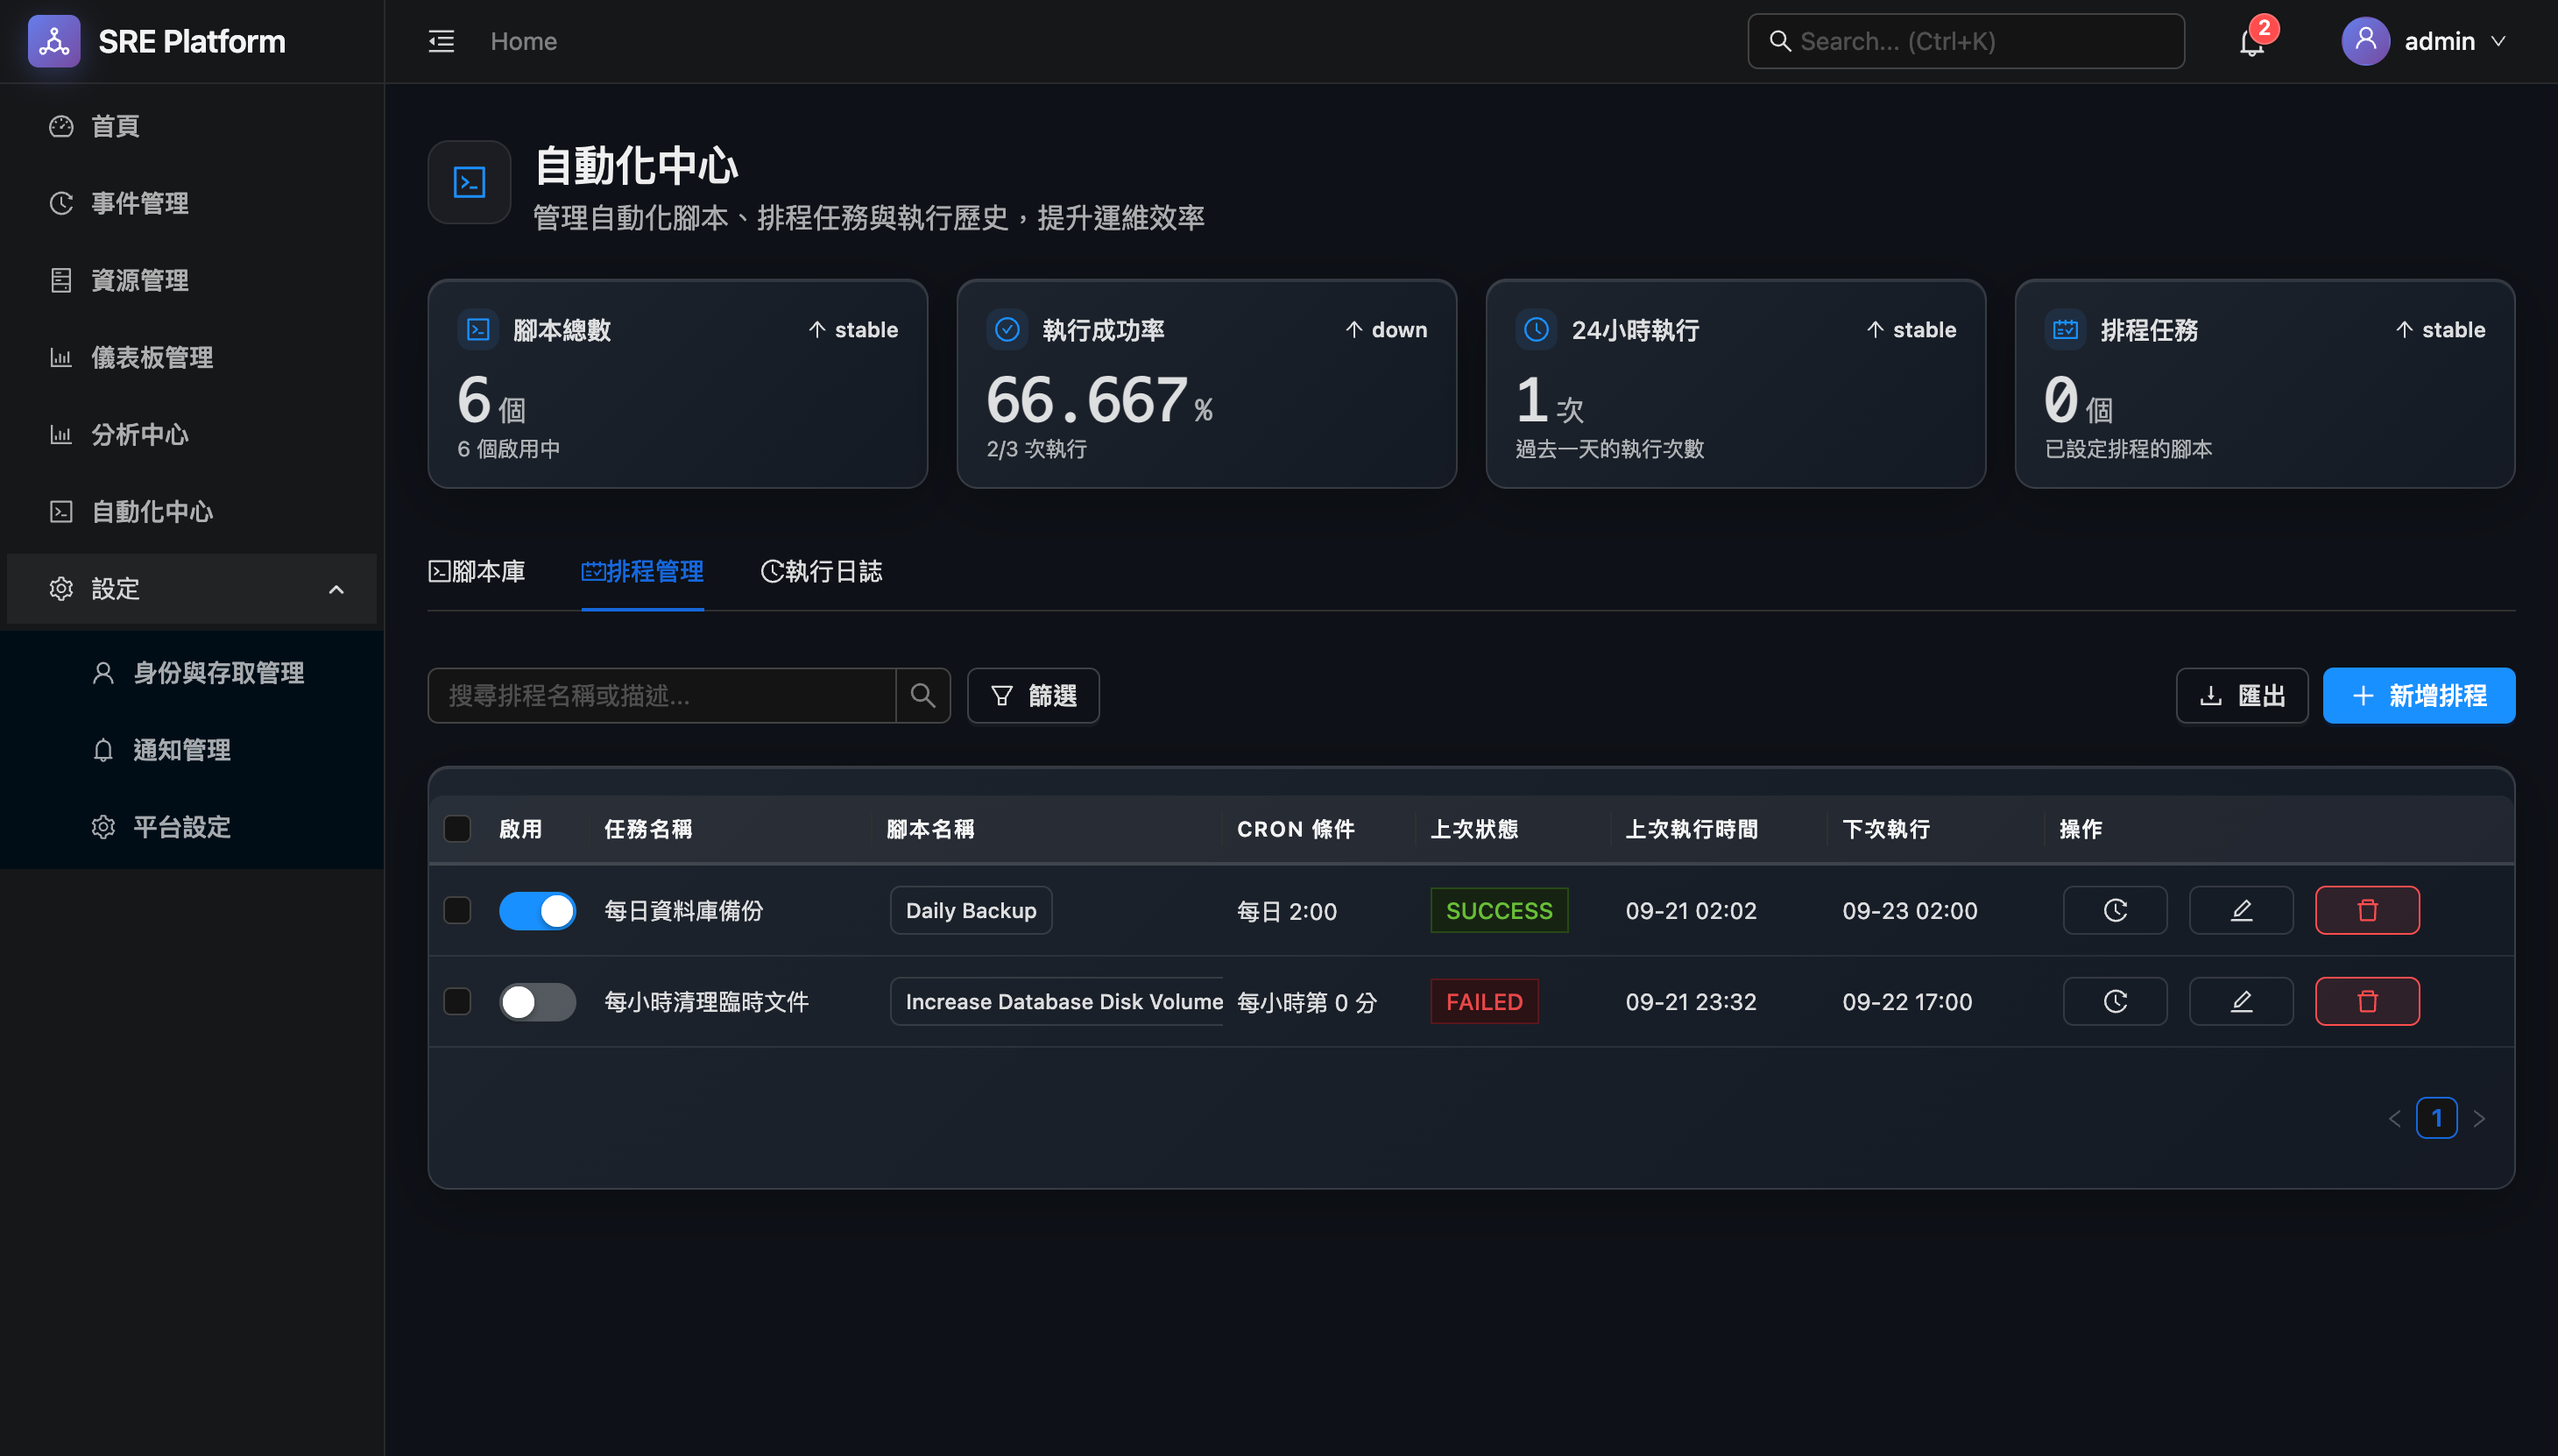 SRE Platform
Home
Search... (Ctrl+K)
2
admin
首頁
事件管理
資源管理
儀表板管理
分析中心
自動化中心
設定
身份與存取管理
通知管理
平台設定
自動化中心
管理自動化腳本、排程任務與執行歷史，提升運維效率
腳本總數
stable
6 個
6 個啟用中
執行成功率
down
66.667 %
2/3 次執行
24小時執行
stable
1 次
過去一天的執行次數
排程任務
stable
0 個
已設定排程的腳本
腳本庫 排程管理 執行日誌
搜尋排程名稱或描述...
篩選
匯出
新增排程
啟用 任務名稱 腳本名稱 CRON 條件 上次狀態 上次執行時間 下次執行 操作
每日資料庫備份 Daily Backup 每日 2:00 SUCCESS 09-21 02:02 09-23 02:00
每小時清理臨時文件 Increase Database Disk Volume 每小時第 0 分 FAILED 09-21 23:32 09-22 17:00
1